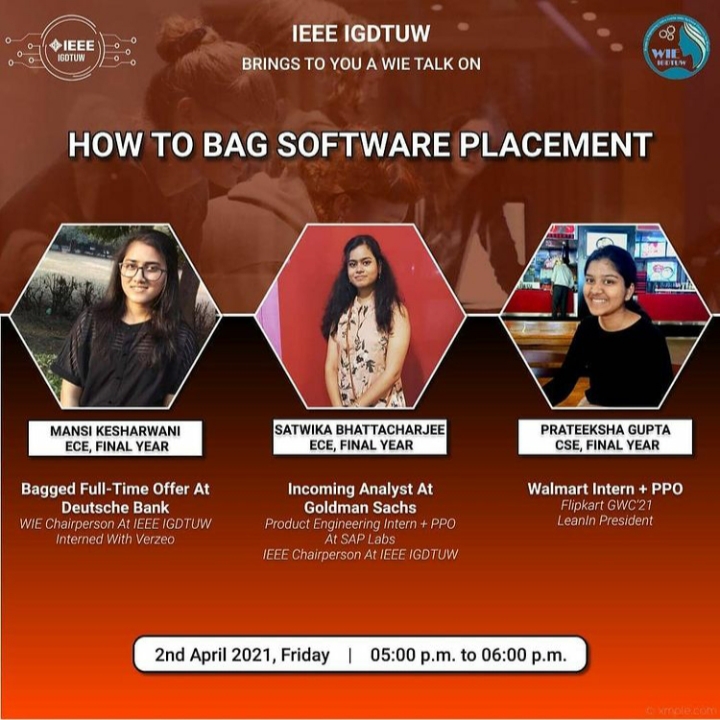 IEEE
IGDTUW
IEEE IGDTUW
BRINGS TO YOU A WIE TALK ON
WIE
IGDTUW
HOW TO BAG SOFTWARE PLACEMENT
MANSI KESHARWANI
ECE, FINAL YEAR
Bagged Full-Time Offer At
Deutsche Bank
WIE Chairperson At IEEE IGDTUW
Interned With Verzeo
SATWIKA BHATTACHARJEE
ECE, FINAL YEAR
Incoming Analyst At
Goldman Sachs
Product Engineering Intern + PPO
At SAP Labs
IEEE Chairperson At IEEE IGDTUW
PRATEEKSHA GUPTA
CSE, FINAL YEAR
Walmart Intern + PPO
Flipkart GWC'21
LeanIn President
2nd April 2021, Friday | 05:00 p.m. to 06:00 p.m.